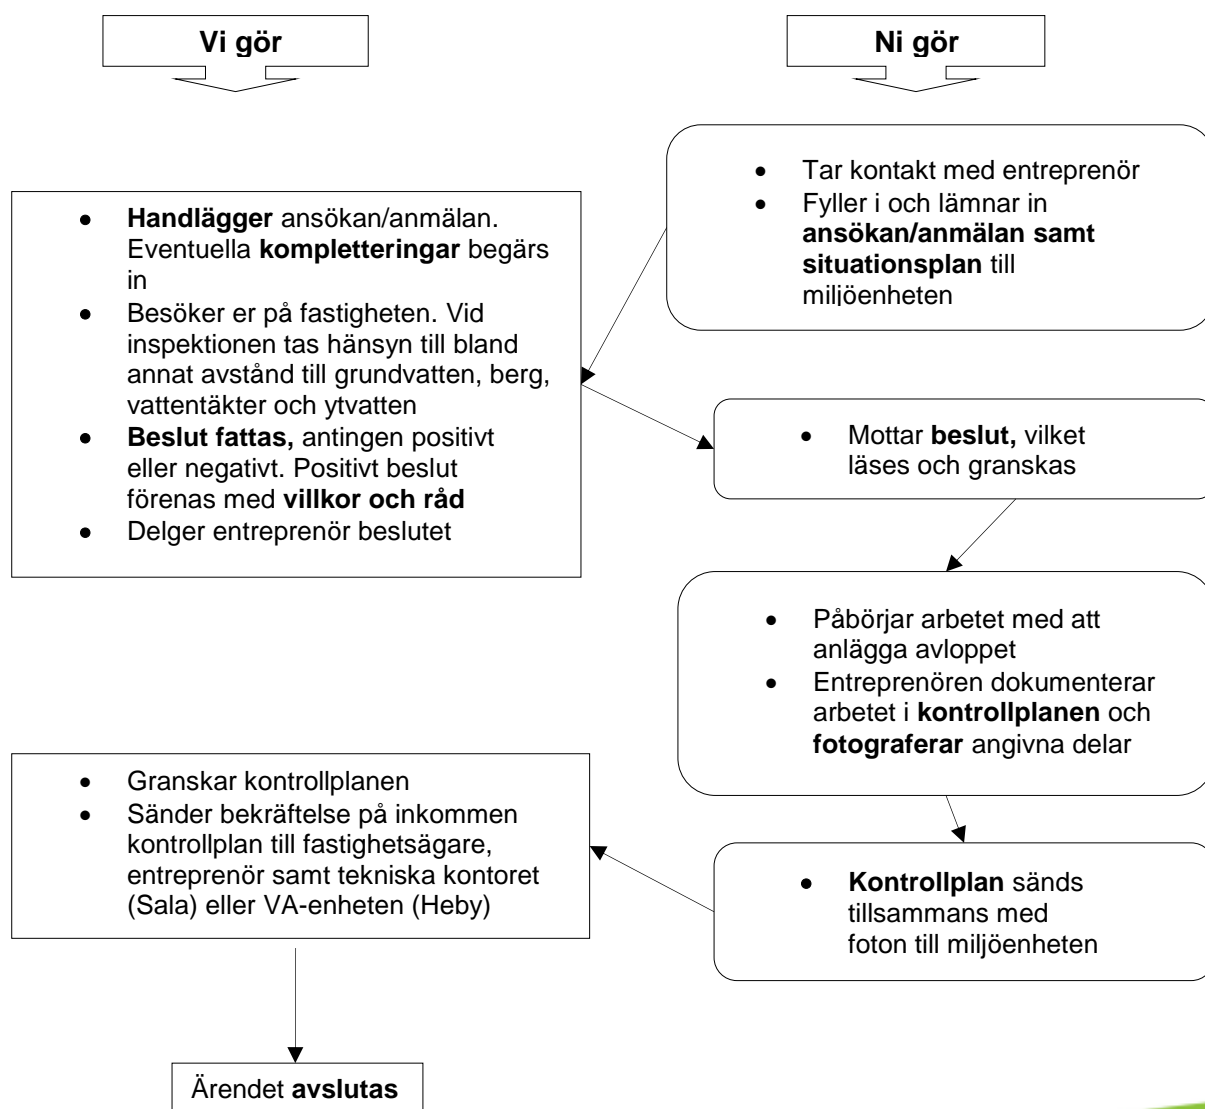 Vi gör
Ni gör
• Tar kontakt med entreprenör
• Fyller i och lämnar in
ansökan/anmälan samt
situationsplan till
miljöenheten
• Handlägger ansökan/anmälan.
Eventuella kompletteringar begärs
in
• Besöker er på fastigheten. Vid
inspektionen tas hänsyn till bland
annat avstånd till grundvatten, berg,
vattentäkter och ytvatten
• Beslut fattas, antingen positivt
eller negativt. Positivt beslut
förenas med villkor och råd
• Delger entreprenör beslutet
• Mottar beslut, vilket
läses och granskas
• Påbörjar arbetet med att
anlägga avloppet
• Entreprenören dokumenterar
arbetet i kontrollplanen och
fotograferar angivna delar
• Kontrollplan sänds
tillsammans med
foton till miljöenheten
• Granskar kontrollplanen
• Sänder bekräftelse på inkommen
kontrollplan till fastighetsägare,
entreprenör samt tekniska kontoret
(Sala) eller VA-enheten (Heby)
Ärendet avslutas